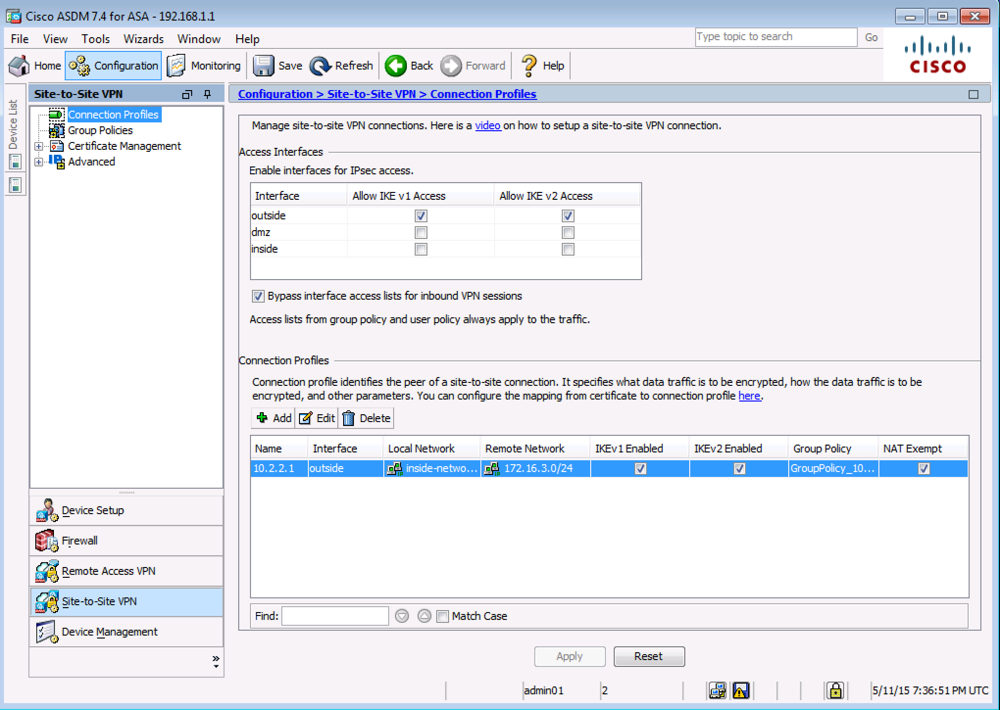 Cisco ASDM 7.4 for ASA - 192.168.1.1
File View Tools Wizards Window Help
Type topic to search Go
Home Configuration Monitoring Save Refresh Back Forward Help
CISCO
Device List
Site-to-Site VPN
Connection Profiles
Group Policies
Certificate Management
Advanced
Device Setup
Firewall
Remote Access VPN
Site-to-Site VPN
Device Management
Configuration > Site-to-Site VPN > Connection Profiles
Manage site-to-site VPN connections. Here is a video on how to setup a site-to-site VPN connection.
Access Interfaces
Enable interfaces for IPsec access.
Interface Allow IKE v1 Access Allow IKE v2 Access
outside
dmz
inside
Bypass interface access lists for inbound VPN sessions
Access lists from group policy and user policy always apply to the traffic.
Connection Profiles
Connection profile identifies the peer of a site-to-site connection. It specifies what data traffic is to be encrypted, how the data traffic is to be
encrypted, and other parameters. You can configure the mapping from certificate to connection profile here.
Add Edit Delete
Name Interface Local Network Remote Network IKEv1 Enabled IKEv2 Enabled Group Policy NAT Exempt
10.2.2.1 outside inside-netwo... 172.16.3.0/24 GroupPolicy_10...
Find: Match Case
Apply Reset
admin01 2 5/11/15 7:36:51 PM UTC